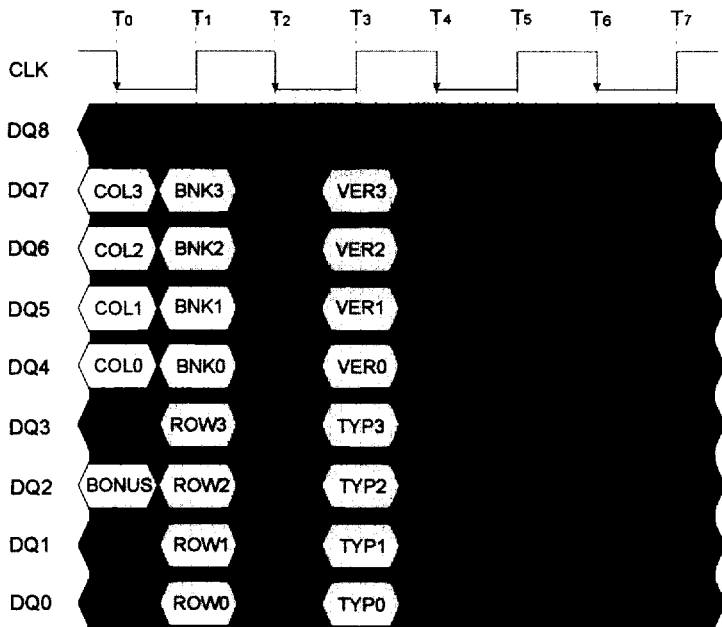 T0 T1 T2 T3 T4 T5 T6 T7
CLK
DQ8
DQ7 COL3 BNK3 VER3
DQ6 COL2 BNK2 VER2
DQ5 COL1 BNK1 VER1
DQ4 COL0 BNK0 VER0
DQ3 ROW3 TYP3
DQ2 BONUS ROW2 TYP2
DQ1 ROW1 TYP1
DQ0 ROW0 TYP0